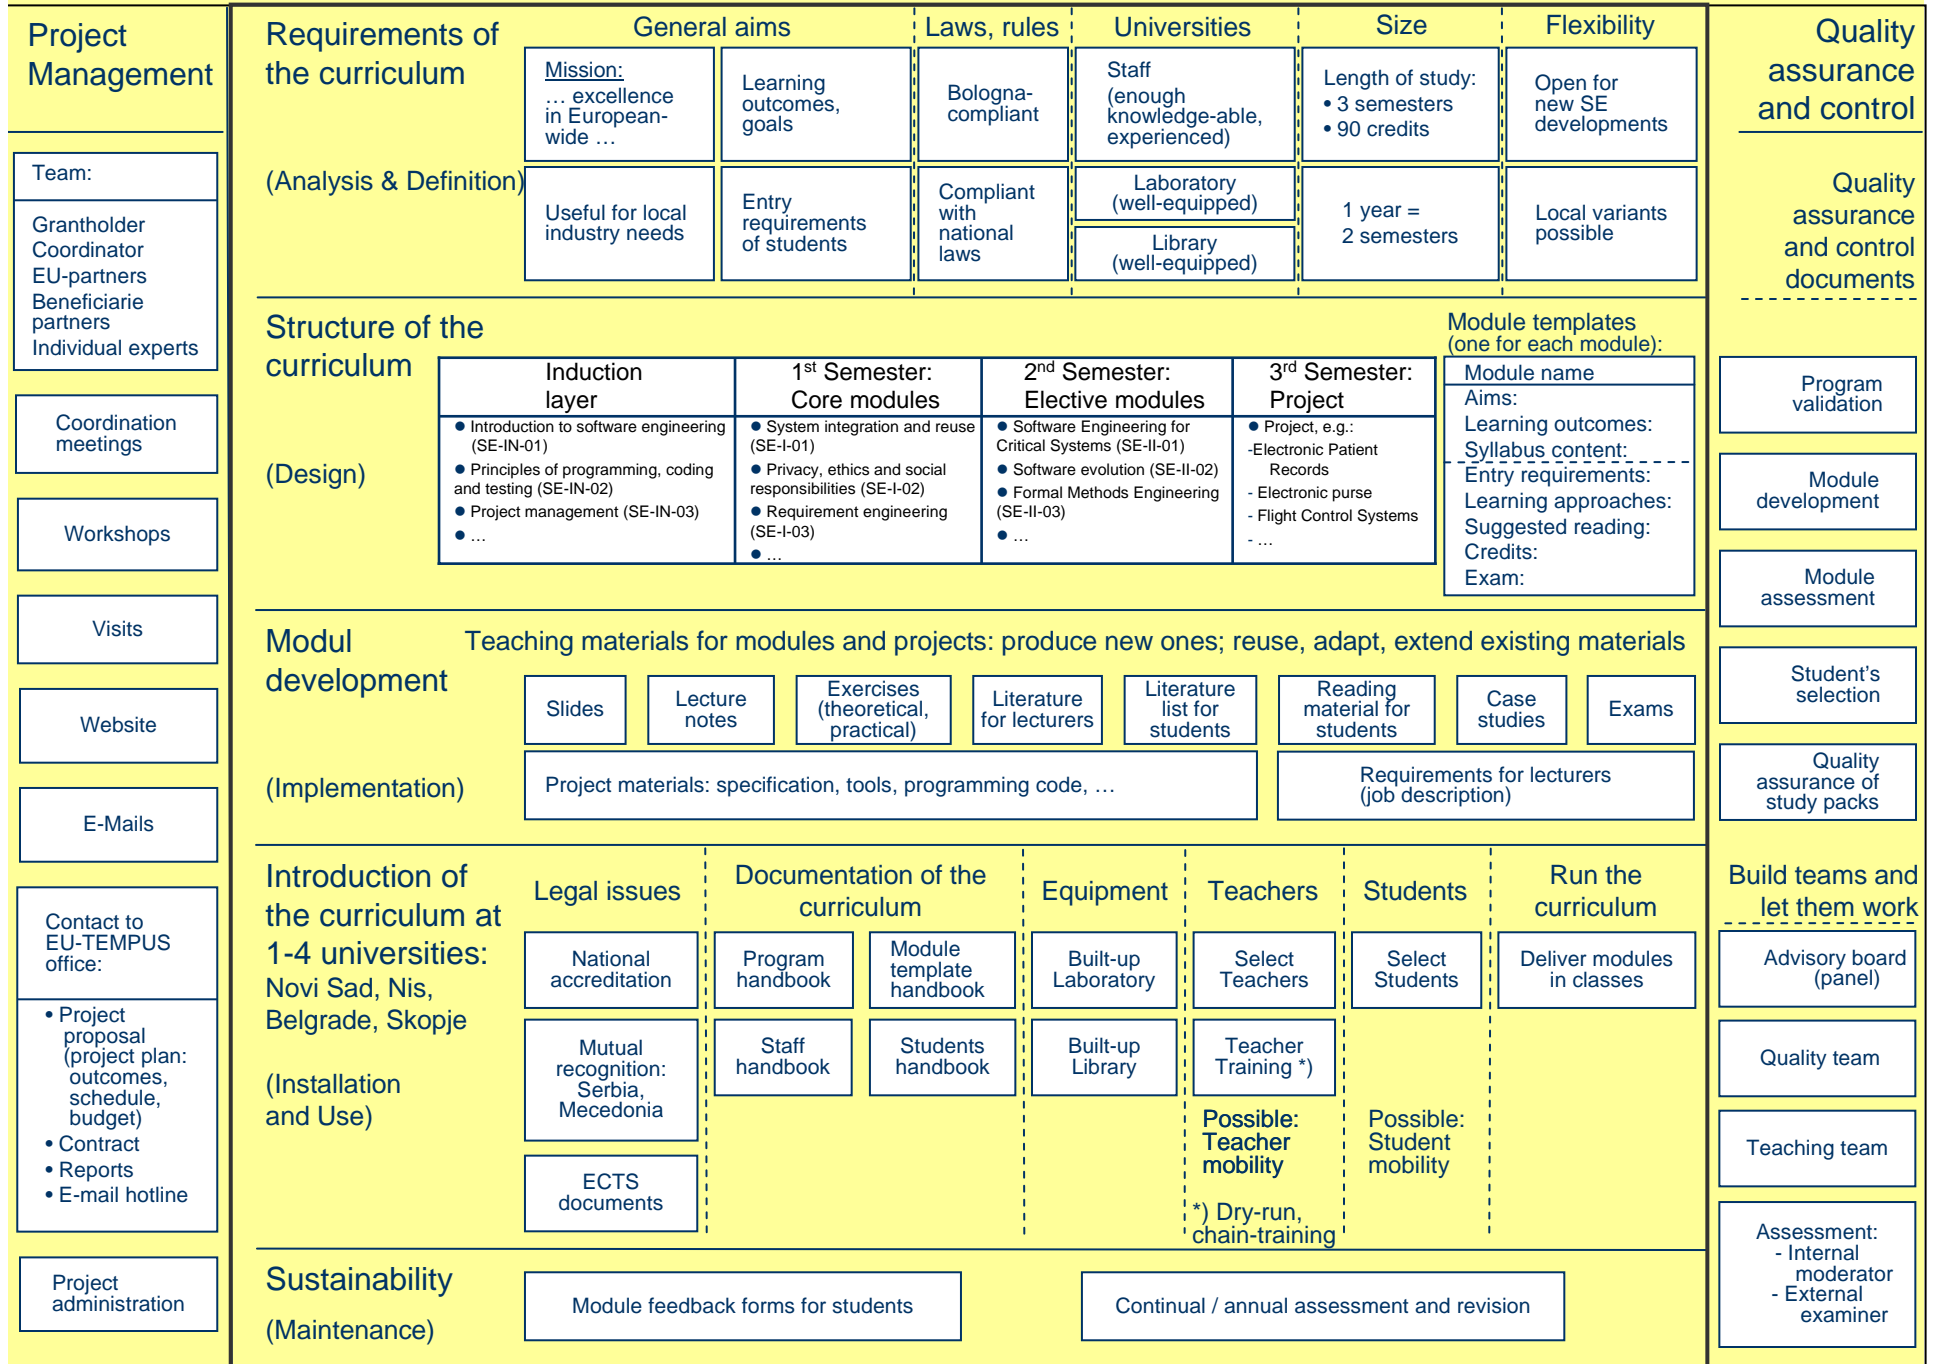 Project
Management
Team:
Grantholder
Coordinator
EU-partners
Beneficiarie
partners
Individual experts
Coordination
meetings
Workshops
Visits
Website
E-Mails
Contact to
EU-TEMPUS
office:
• Project
proposal
(project plan:
outcomes,
schedule,
budget)
• Contract
• Reports
• E-mail hotline
Project
administration
Requirements of
the curriculum
(Analysis & Definition)
General aims
Mission:
… excellence
in European-
wide …
Learning
outcomes,
goals
Useful for local
industry needs
Entry
requirements
of students
Laws, rules
Bologna-
compliant
Compliant
with
national
laws
Universities
Staff
(enough
knowledge-able,
experienced)
Laboratory
(well-equipped)
Library
(well-equipped)
Size
Length of study:
• 3 semesters
• 90 credits
1 year =
2 semesters
Flexibility
Open for
new SE
developments
Local variants
possible
Structure of the
curriculum
(Design)
Induction
layer
● Introduction to software engineering
(SE-IN-01)
● Principles of programming, coding
and testing (SE-IN-02)
● Project management (SE-IN-03)
● …
1st Semester:
Core modules
● System integration and reuse
(SE-I-01)
● Privacy, ethics and social
responsibilities (SE-I-02)
● Requirement engineering
(SE-I-03)
● …
2nd Semester:
Elective modules
● Software Engineering for
Critical Systems (SE-II-01)
● Software evolution (SE-II-02)
● Formal Methods Engineering
(SE-II-03)
● …
3rd Semester:
Project
● Project, e.g.:
-Electronic Patient
Records
- Electronic purse
- Flight Control Systems
- …
Module templates
(one for each module):
Module name
Aims:
Learning outcomes:
Syllabus content:
Entry requirements:
Learning approaches:
Suggested reading:
Credits:
Exam:
Modul
development
(Implementation)
Teaching materials for modules and projects: produce new ones; reuse, adapt, extend existing materials
Slides
Lecture
notes
Exercises
(theoretical,
practical)
Literature
for lecturers
Literature
list for
students
Reading
material for
students
Case
studies
Exams
Project materials: specification, tools, programming code, …
Requirements for lecturers
(job description)
Introduction of
the curriculum at
1-4 universities:
Novi Sad, Nis,
Belgrade, Skopje
(Installation
and Use)
Legal issues
National
accreditation
Mutual
recognition:
Serbia,
Mecedonia
ECTS
documents
Documentation of the
curriculum
Program
handbook
Module
template
handbook
Staff
handbook
Students
handbook
Equipment
Built-up
Laboratory
Built-up
Library
Teachers
Select
Teachers
Teacher
Training *)
Possible:
Teacher
mobility
*) Dry-run,
chain-training
Students
Select
Students
Possible:
Student
mobility
Run the
curriculum
Deliver modules
in classes
Sustainability
(Maintenance)
Module feedback forms for students
Continual / annual assessment and revision
Quality
assurance
and control
Quality
assurance
and control
documents
Program
validation
Module
development
Module
assessment
Student's
selection
Quality
assurance of
study packs
Build teams and
let them work
Advisory board
(panel)
Quality team
Teaching team
Assessment:
- Internal
moderator
- External
examiner